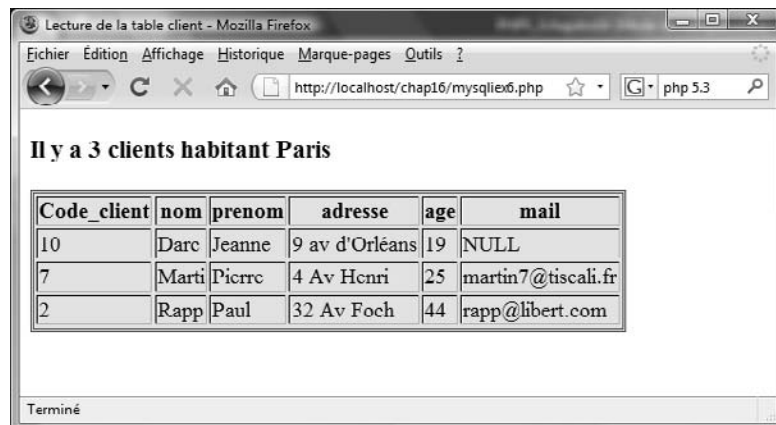 Lecture de la table client - Mozilla Firefox
Fichier Édition Affichage Historique Marque-pages Outils ?
http://localhost/chap16/mysqliex6.php G php 5.3
Il y a 3 clients habitant Paris
Code_client nom prenom adresse age mail
10 Darc Jeanne 9 av d'Orléans 19 NULL
7 Marti Pierre 4 Av Henri 25 martin7@tiscali.fr
2 Rapp Paul 32 Av Foch 44 rapp@libert.com
Terminé